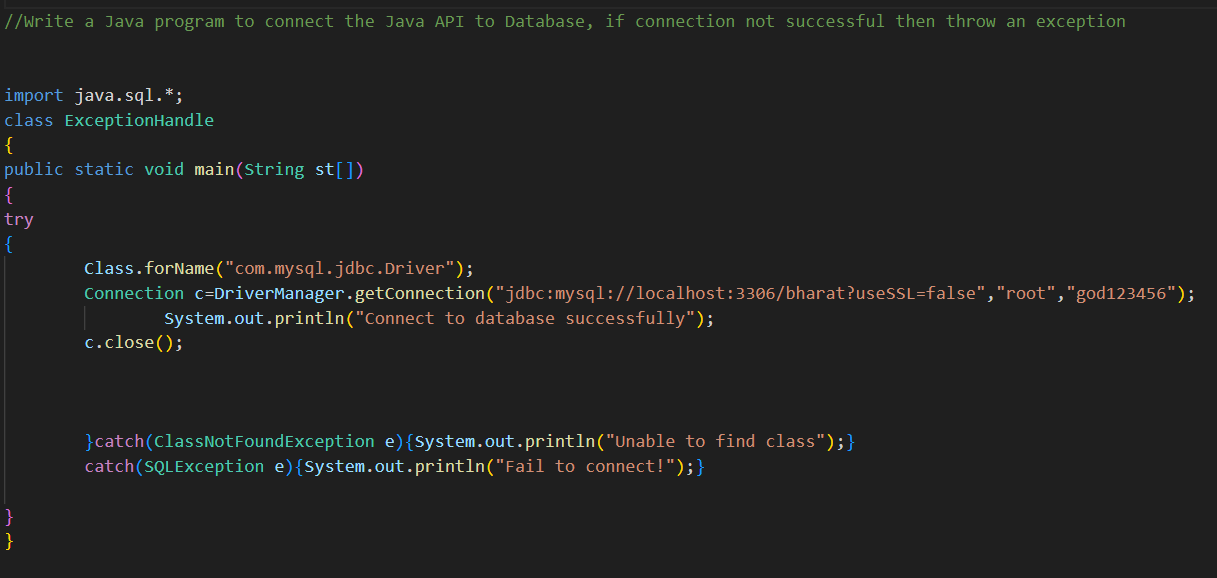 //Write a Java program to connect the Java API to Database, if connection not successful then throw an exception
import java.sql.*;
class ExceptionHandle
{
public static void main(String st[])
{
try
{
Class.forName("com.mysql.jdbc.Driver");
Connection c=DriverManager.getConnection("jdbc:mysql://localhost:3306/bharat?useSSL=false","root","god123456");
System.out.println("Connect to database successfully");
c.close();
}catch(ClassNotFoundException e){System.out.println("Unable to find class");}
catch(SQLException e){System.out.println("Fail to connect!");}
}
}